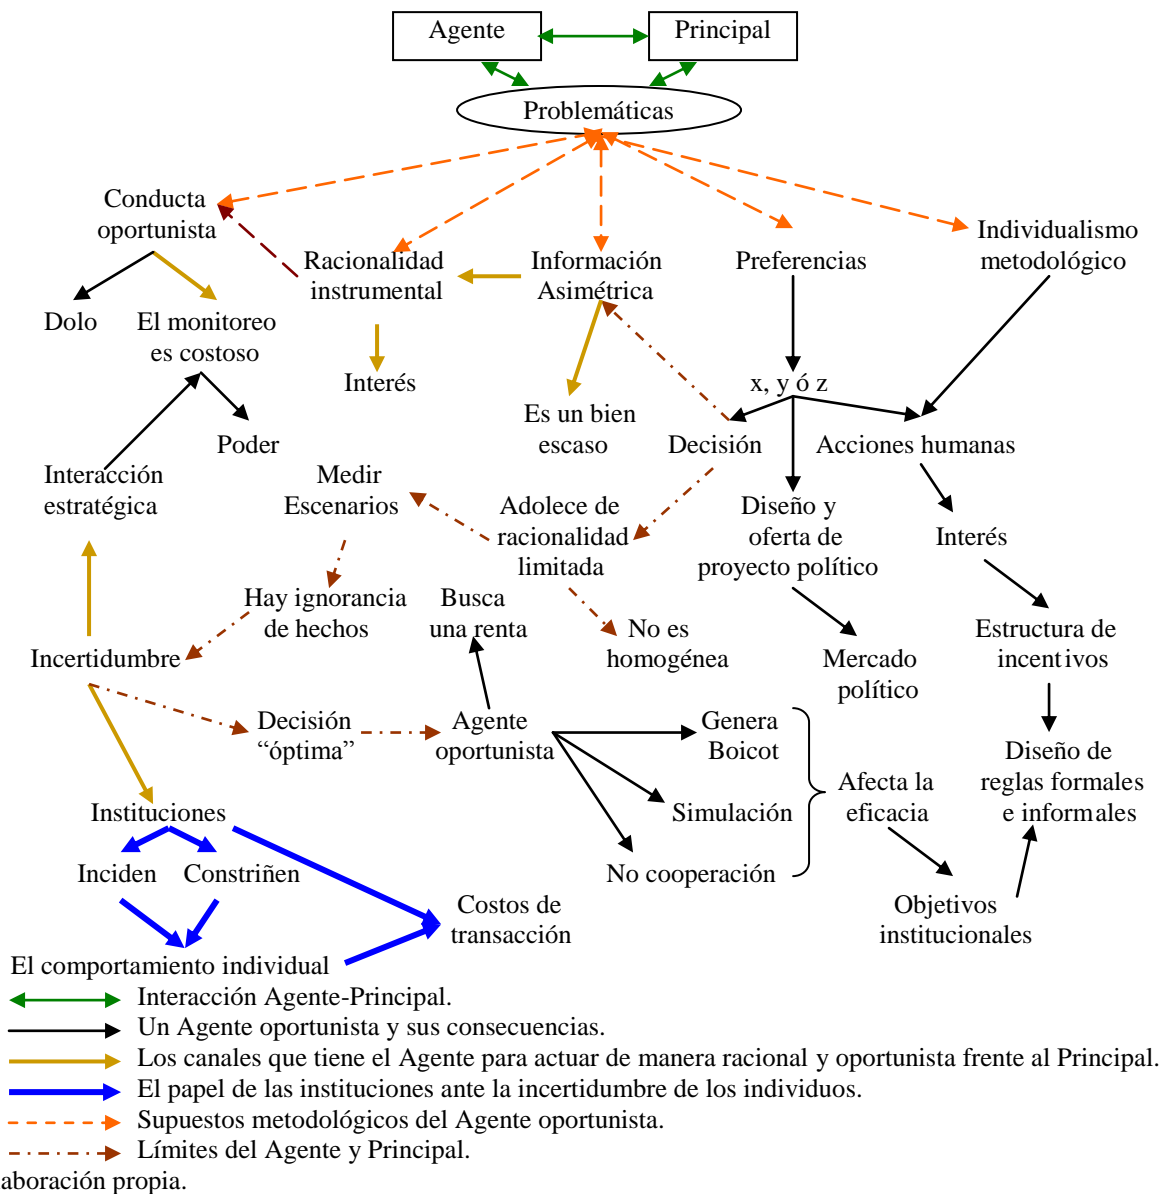 Agente
Principal
Problemáticas
Conducta
oportunista
Racionalidad
instrumental
Información
Asimétrica
Preferencias
Individualismo
metodológico
Dolo
El monitoreo
es costoso
Interés
x, y ó z
Es un bien
escaso
Poder
Decisión
Acciones humanas
Interacción
estratégica
Medir
Escenarios
Adolece de
racionalidad
limitada
Diseño y
oferta de
proyecto político
Interés
Hay ignorancia
de hechos
Busca
una renta
No es
homogénea
Mercado
político
Estructura de
incentivos
Incertidumbre
Decisión
“óptima”
Agente
oportunista
Genera
Boicot
Simulación
No cooperación
Afecta la
eficacia
Diseño de
reglas formales
e informales
Instituciones
Inciden
Constriñen
Costos de
transacción
Objetivos
institucionales
El comportamiento individual
Interacción Agente-Principal.
Un Agente oportunista y sus consecuencias.
Los canales que tiene el Agente para actuar de manera racional y oportunista frente al Principal.
El papel de las instituciones ante la incertidumbre de los individuos.
Supuestos metodológicos del Agente oportunista.
Límites del Agente y Principal.
aboración propia.